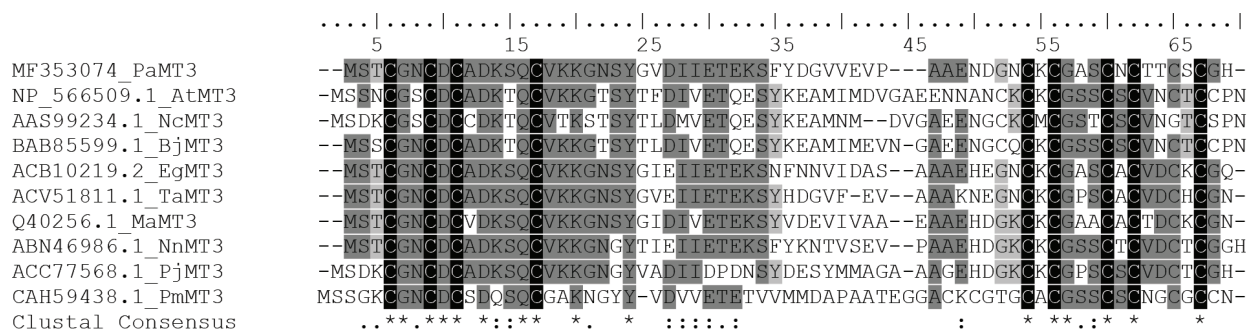 ....|....|....|....|....|....|....|....|....|....|....|....|....|....|
5 15 25 35 45 55 65
MF353074_PaMT3 --MSTCGNCDCADKSQCVKKGNSYGVDIIETEKSFYDGVVEVP---AAENDGNCKCGASCNCTTCSCGH-
NP_566509.1_AtMT3 -MSSNCGSCDCADKTQCVKKGTSYTFDIVETQESYKEAMIMDVGAEENNANCKCKCGSSCSCVNCTCCPN
AAS99234.1_NcMT3 -MSDKCGSCDCCDKTQCVTKSTSYTLDMVETQESYKEAMNM--DVGAEENGCKCMCGSTCSCVNGTCSPN
BAB85599.1_BjMT3 --MSSCGNCDCADKTQCVKKGTSYTLDIVETQESYKEAMIMEVN-GAEENGCQCKCGSSCSCVNCTCCPN
ACB10219.2_EgMT3 --MSTCGNCDCADKSQCVKKGNSYGIEIIETEKSNFNNVIDAS--AAAEHEGNCKCGASCACVDCKCGQ-
ACV51811.1_TaMT3 --MSTCGNCDCADKSQCVKKGNSYGVEIIETEKSYHDGVF-EV--AAAKNEGNCKCGPSCACVDCHCGN-
Q40256.1_MaMT3 --MSTCGNCDCVDKSQCVKKGNSYGIDIVETEKSYVDEVIVAA--EAAEHDGKCKCGAACACTDCKCGN-
ABN46986.1_NnMT3 --MSTCGNCDCADKSQCVKKGNGYTIEIIETEKSFYKNTVSEV--PAAEHDGKCKCGSSCTCVDCTCGGH
ACC77568.1_PjMT3 -MSDKCGNCDCADKSQCVKKGNGYVADIIDPDNSYDESYMMAGA-AAGEHDGKCKCGPSCSCVDCTCGH-
CAH59438.1_PmMT3 MSSGKCGNCDCSDQSQCGAKNGYY-VDVVETETVVMMDAPAATEGGACKCGTGCACGSSCSCNGCGCCN-
Clustal Consensus ..** *** *::** *.  *  ::::.: : * **.:* * *